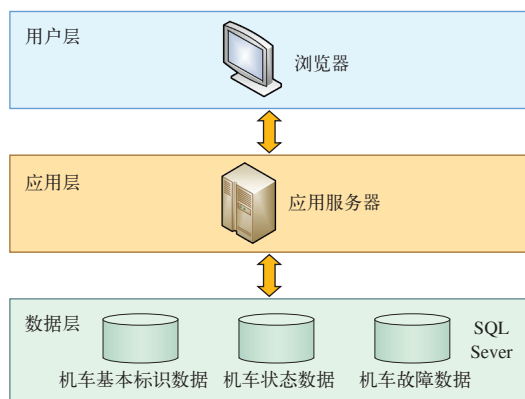 用户层
浏览器
应用层
应用服务器
数据层
SQL
Sever
机车基本标识数据
机车状态数据
机车故障数据